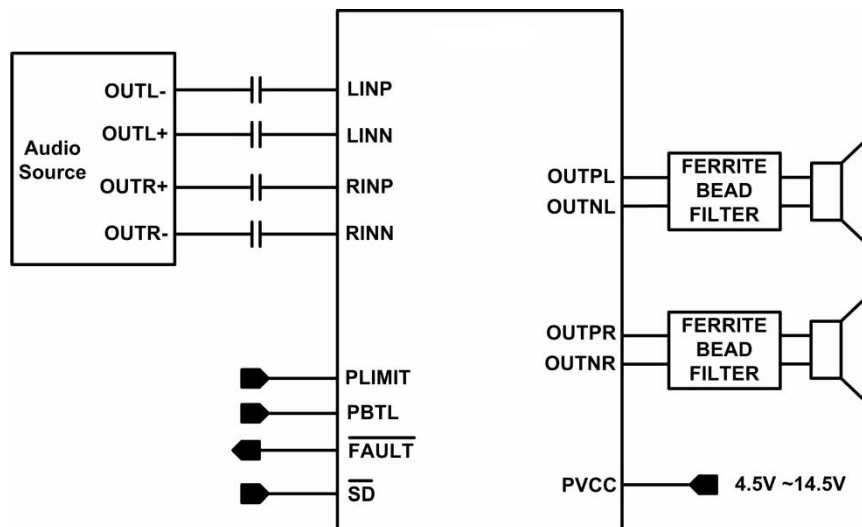 Audio
Source
OUTL-
OUTL+
OUTR+
OUTR-
LINP
LINN
RINP
RINN
PLIMIT
PBTL
FAULT
SD
OUTPL
OUTNL
OUTPR
OUTNR
PVCC
FERRITE
BEAD
FILTER
FERRITE
BEAD
FILTER
4.5V ~14.5V